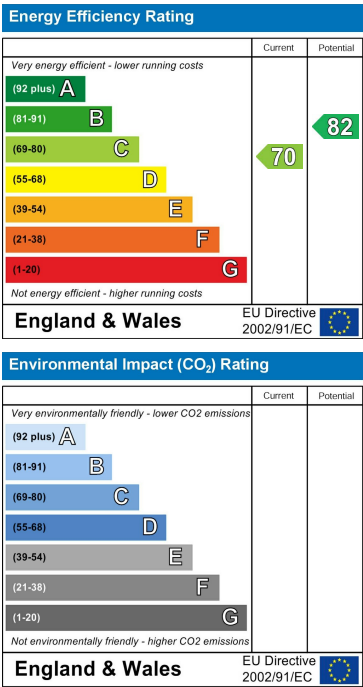 Energy Efficiency Rating
Current Potential
Very energy efficient - lower running costs
(92 plus) A
(81-91) B
82
(69-80) C
70
(55-68) D
(39-54) E
(21-38) F
(1-20) G
Not energy efficient - higher running costs
England & Wales
EU Directive
2002/91/EC
Environmental Impact (CO₂) Rating
Current Potential
Very environmentally friendly - lower CO2 emissions
(92 plus) A
(81-91) B
(69-80) C
(55-68) D
(39-54) E
(21-38) F
(1-20) G
Not environmentally friendly - higher CO2 emissions
England & Wales
EU Directive
2002/91/EC